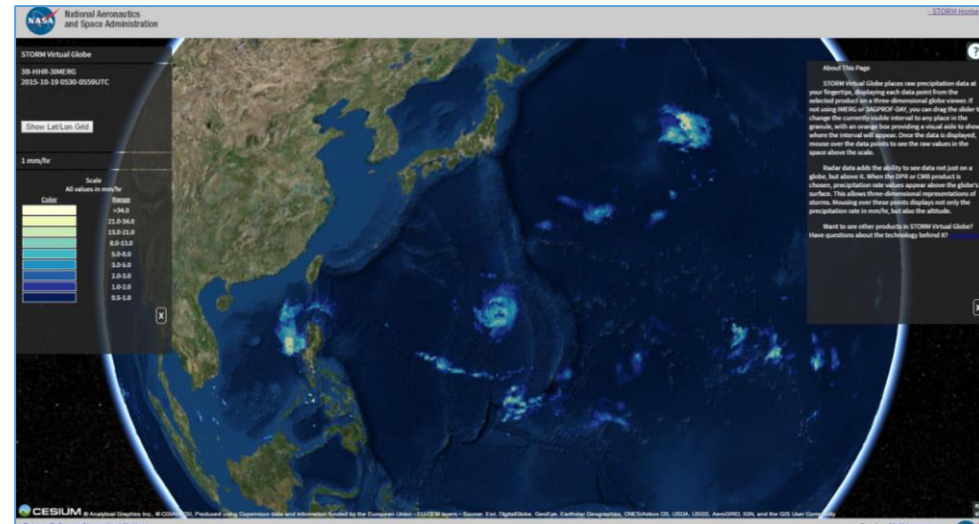 NASA
National Aeronautics
and Space Administration
- STORM Home
STORM Virtual Globe
3B-HHR-3IMERG
2015-10-19 0530-0559UTC
Show Lat/Lon Grid
1 mm/hr
Scale
All values in mm/hr
Color Range
>34.0
21.0-34.0
13.0-21.0
8.0-13.0
5.0-8.0
3.0-5.0
2.0-3.0
1.0-2.0
0.5-1.0
X
?
About This Page
STORM Virtual Globe places raw precipitation data at
your fingertips, displaying each data point from the
selected product on a three-dimensional globe viewer. If
not using IMERG or 3AGPROF-DAY, you can drag the slider t
change the currently visible interval to any place in the
granule, with an orange box providing a visual aide to show
where the interval will appear. Once the data is displayed,
mouse over the data points to see the raw values in the
space above the scale.
Radar data adds the ability to see data not just on a
globe, but above it. When the DPR or CMB product is
chosen, precipitation rate values appear above the globe's
surface. This allows three-dimensional representations of
storms. Mousing over these points displays not only the
precipitation rate in mm/hr, but also the altitude.
Want to see other products in STORM Virtual Globe?
Have questions about the technology behind it?
X
CESIUM